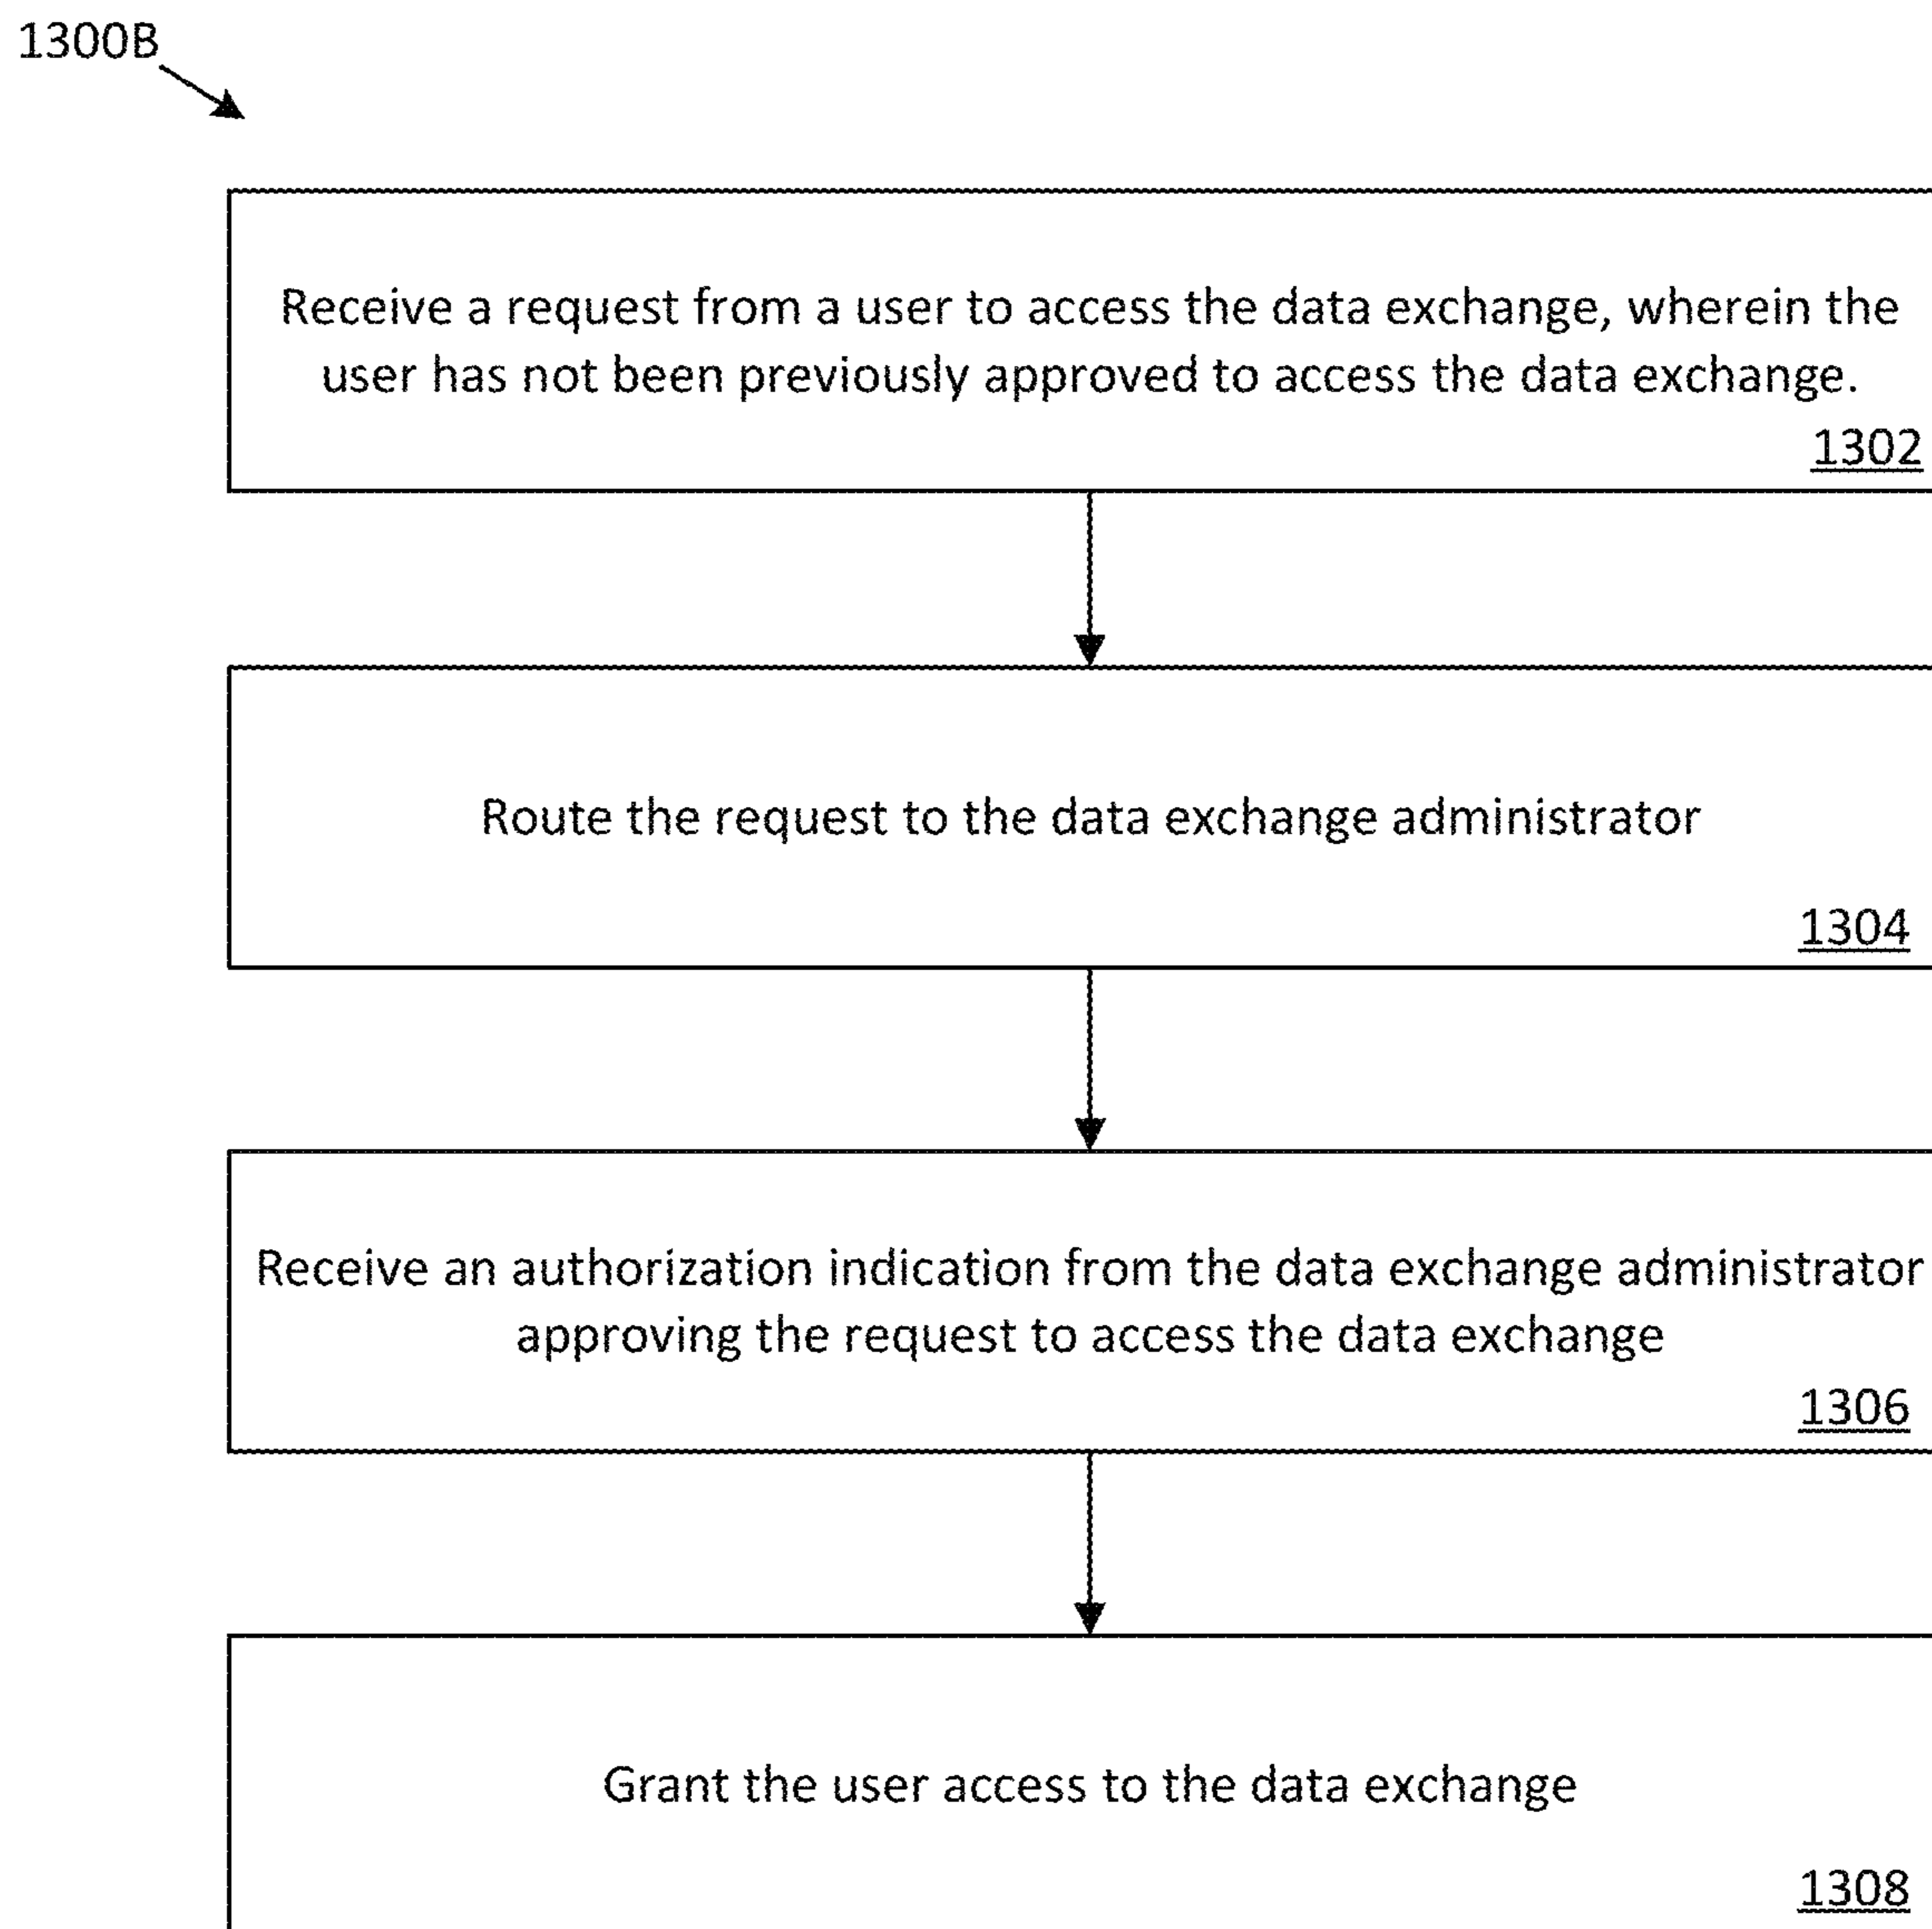 1300B
Receive a request from a user to access the data exchange, wherein the
user has not been previously approved to access the data exchange.
1302
Route the request to the data exchange administrator
1304
Receive an authorization indication from the data exchange administrator
approving the request to access the data exchange
1306
Grant the user access to the data exchange
1308